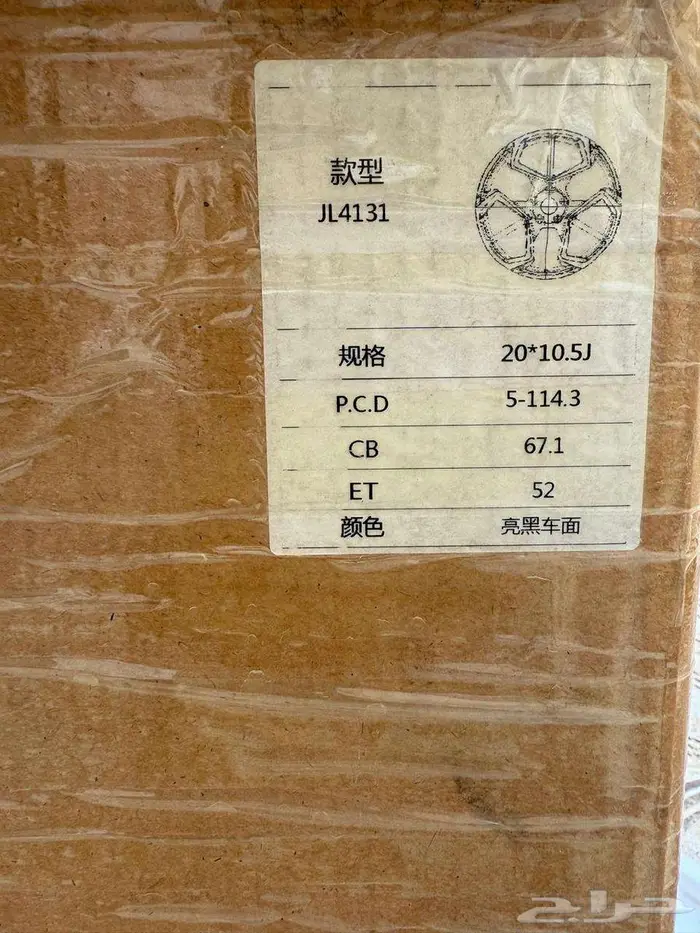 款型
JL4131
规格 20*10.5J
P.C.D 5-114.3
CB 67.1
ET 52
颜色 亮黑车面
حراج